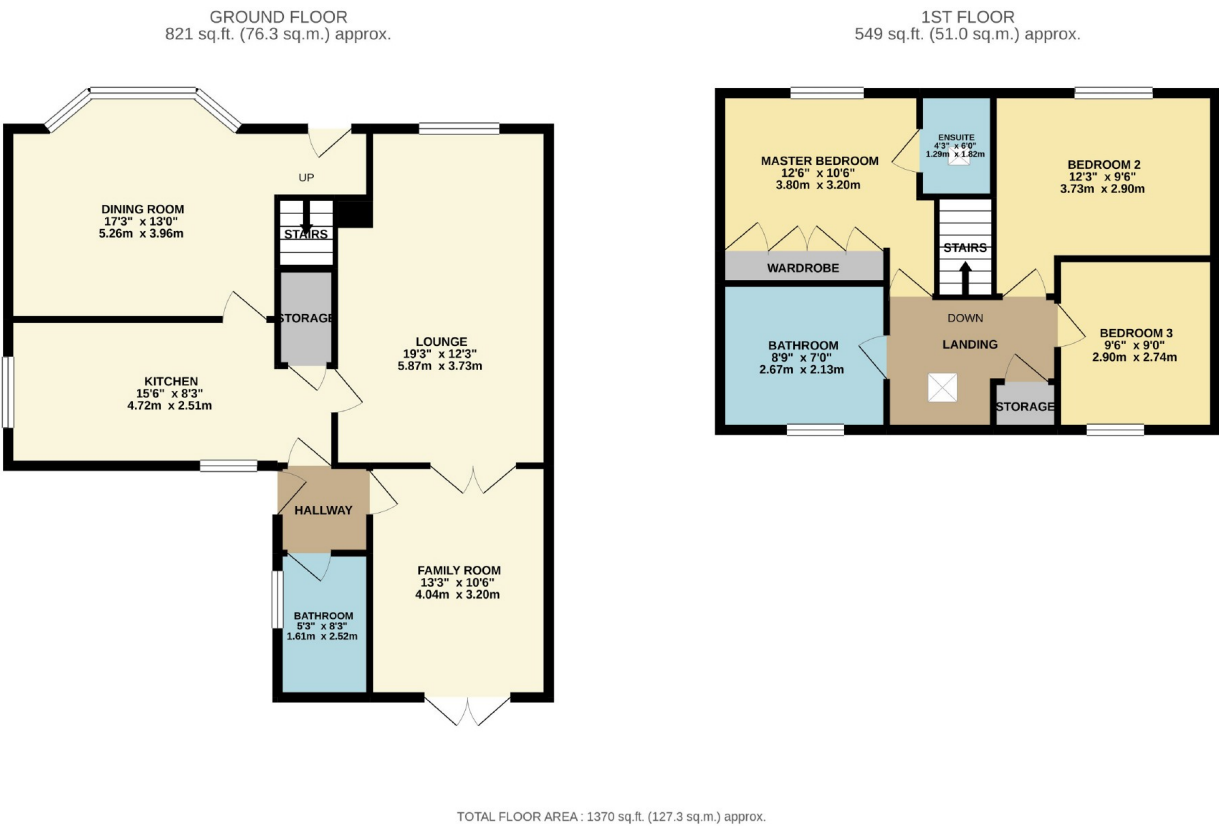 GROUND FLOOR
821 sq.ft. (76.3 sq.m.) approx.
UP
DINING ROOM
17'3" x 13'0"
5.26m x 3.96m
STAIRS
STORAGE
LOUNGE
19'3" x 12'3"
5.87m x 3.73m
KITCHEN
15'6" x 8'3"
4.72m x 2.51m
HALLWAY
FAMILY ROOM
13'3" x 10'6"
4.04m x 3.20m
BATHROOM
5'3" x 8'3"
1.61m x 2.52m
1ST FLOOR
549 sq.ft. (51.0 sq.m.) approx.
MASTER BEDROOM
12'6" x 10'6"
3.80m x 3.20m
ENSUITE
4'3" x 6'0"
1.29m x 1.82m
BEDROOM 2
12'3" x 9'6"
3.73m x 2.90m
STAIRS
WARDROBE
DOWN
LANDING
BATHROOM
8'9" x 7'0"
2.67m x 2.13m
BEDROOM 3
9'6" x 9'0"
2.90m x 2.74m
STORAGE
TOTAL FLOOR AREA : 1370 sq.ft. (127.3 sq.m.) approx.